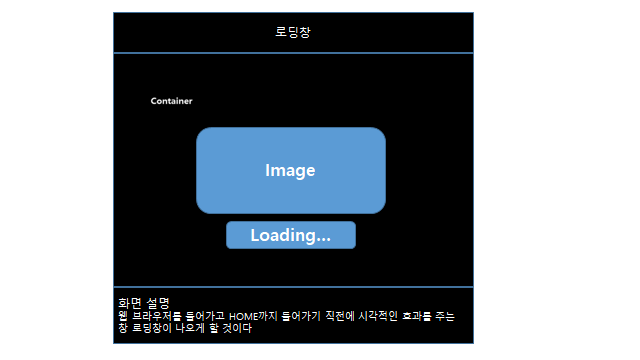 로딩창
Container
Image
Loading...
화면 설명
웹 브라우저를 들어가고 HOME까지 들어가기 직전에 시각적인 효과를 주는
창 로딩창이 나오게 할 것이다